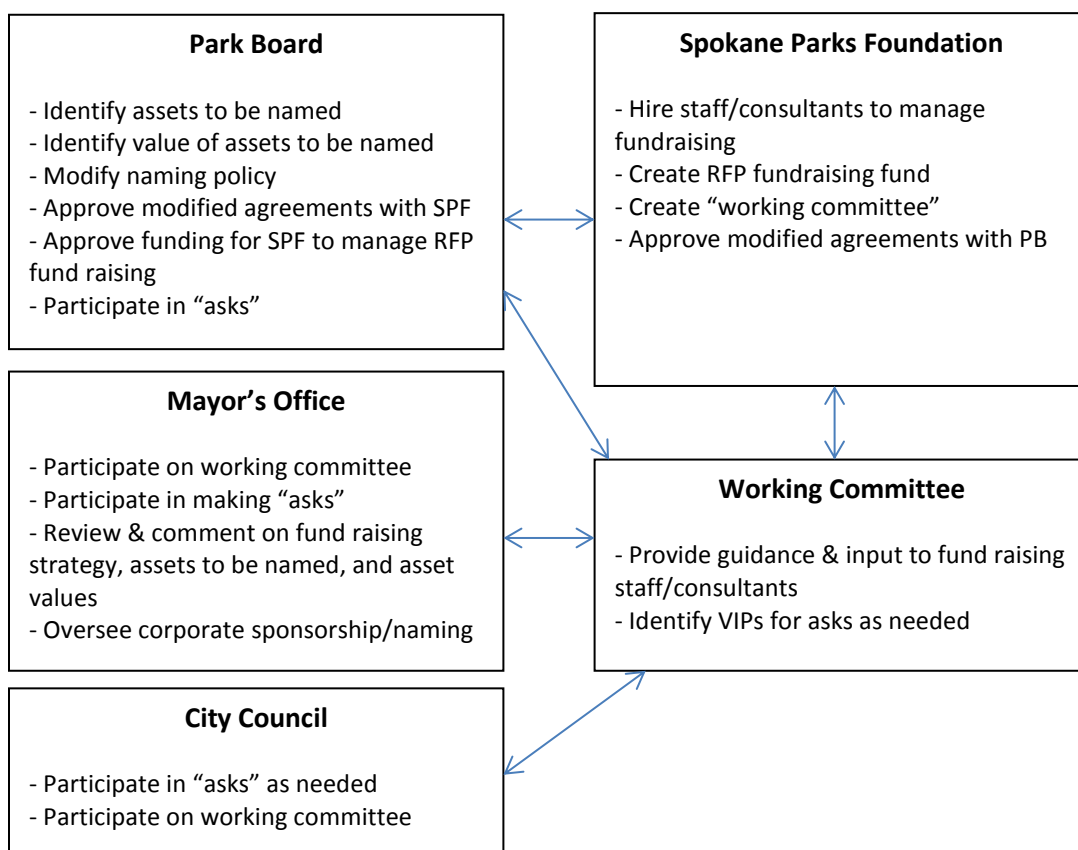 Park Board
- Identify assets to be named
- Identify value of assets to be named
- Modify naming policy
- Approve modified agreements with SPF
- Approve funding for SPF to manage RFP
fund raising
- Participate in “asks”
Spokane Parks Foundation
- Hire staff/consultants to manage
fundraising
- Create RFP fundraising fund
- Create “working committee”
- Approve modified agreements with PB
Mayor’s Office
- Participate on working committee
- Participate in making “asks”
- Review & comment on fund raising
strategy, assets to be named, and asset
values
- Oversee corporate sponsorship/naming
Working Committee
- Provide guidance & input to fund raising
staff/consultants
- Identify VIPs for asks as needed
City Council
- Participate in “asks” as needed
- Participate on working committee